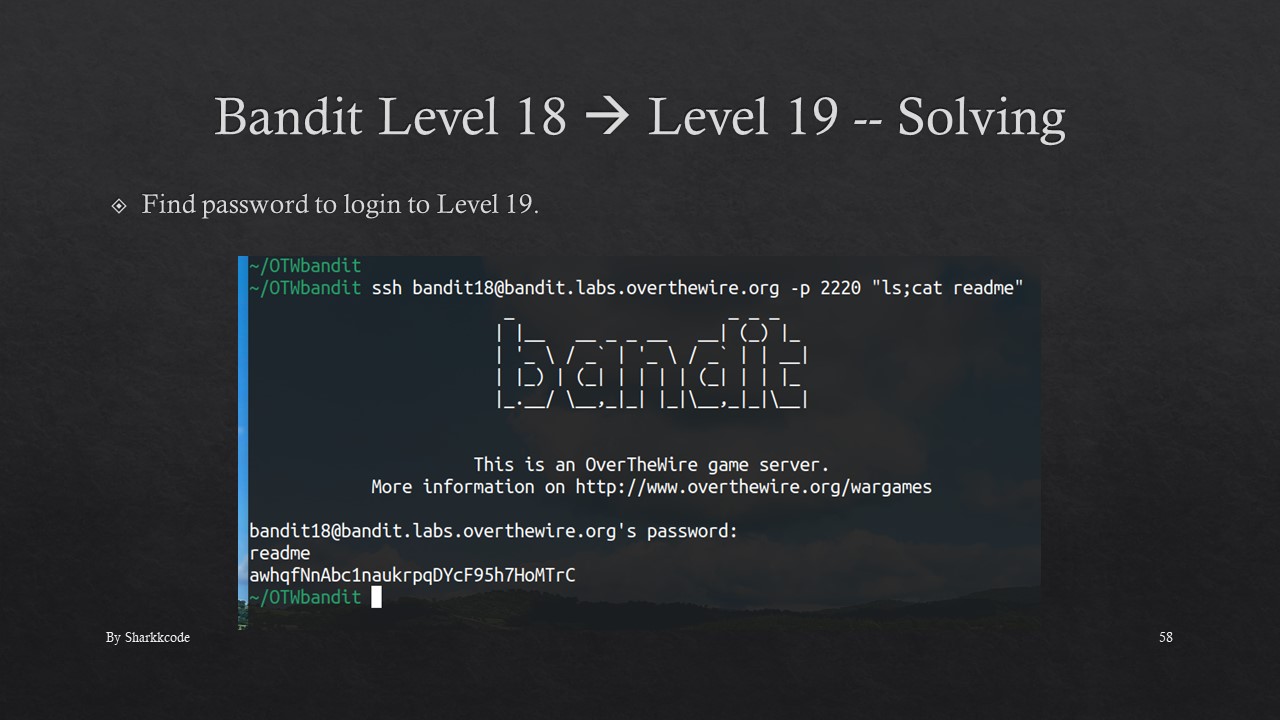 Bandit Level 18 → Level 19 -- Solving
Find password to login to Level 19.
~/OTWbandit
~/OTWbandit ssh bandit18@bandit.labs.overthewire.org -p 2220 "ls;cat readme"
bandit
This is an OverTheWire game server.
More information on http://www.overthewire.org/wargames
bandit18@bandit.labs.overthewire.org's password:
readme
awhqfNnAbc1naukrpqDYcF95h7HoMTrC
~/OTWbandit
By Sharkkcode
58